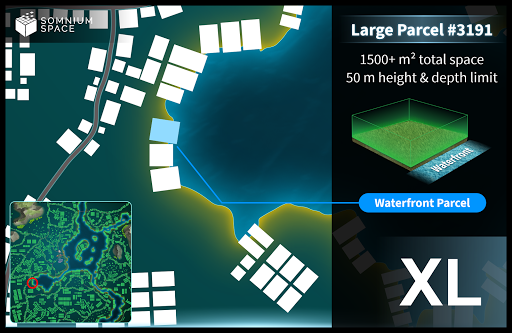 SOMNIUM
SPACE
Large Parcel #3191
1500+ m² total space
50 m height & depth limit
Waterfront
Waterfront Parcel
XL